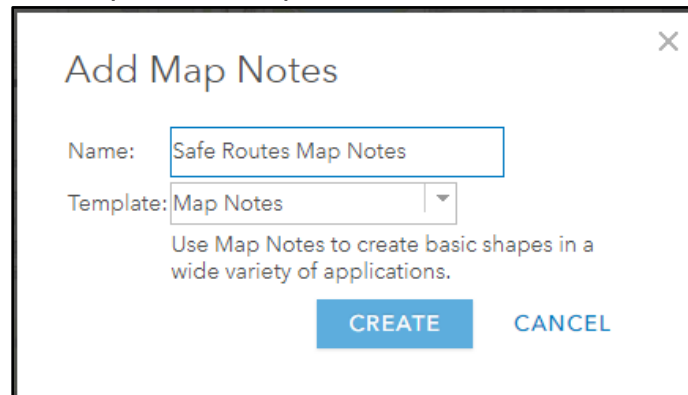 Add Map Notes
Name: Safe Routes Map Notes
Template: Map Notes
Use Map Notes to create basic shapes in a
wide variety of applications.
CREATE CANCEL